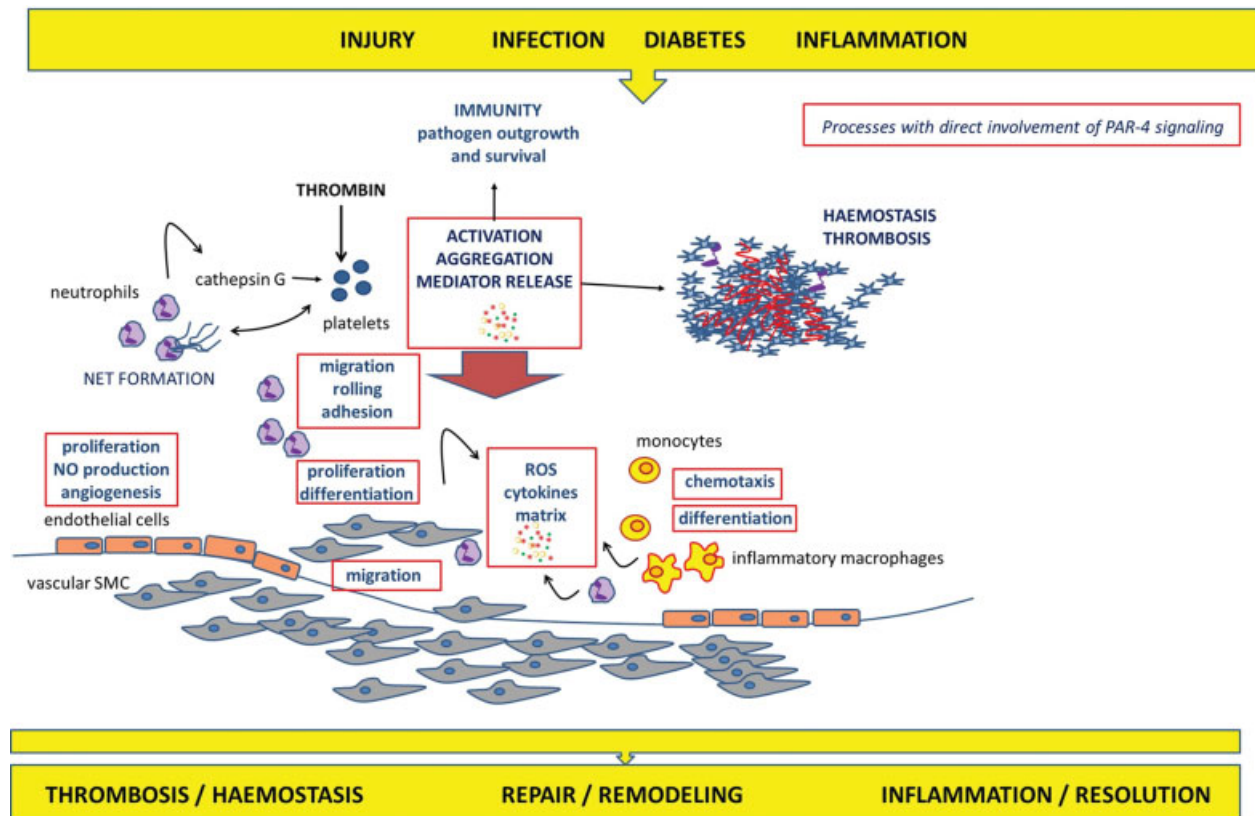 INJURY INFECTION DIABETES INFLAMMATION
IMMUNITY
pathogen outgrowth
and survival
Processes with direct involvement of PAR-4 signaling
THROMBIN
ACTIVATION
AGGREGATION
MEDIATOR RELEASE
HAEMOSTASIS
THROMBOSIS
neutrophils
cathepsin G
platelets
NET FORMATION
migration
rolling
adhesion
proliferation
NO production
angiogenesis
endothelial cells
proliferation
differentiation
ROS
cytokines
matrix
monocytes
chemotaxis
differentiation
inflammatory macrophages
vascular SMC
migration
THROMBOSIS / HAEMOSTASIS REPAIR / REMODELING INFLAMMATION / RESOLUTION